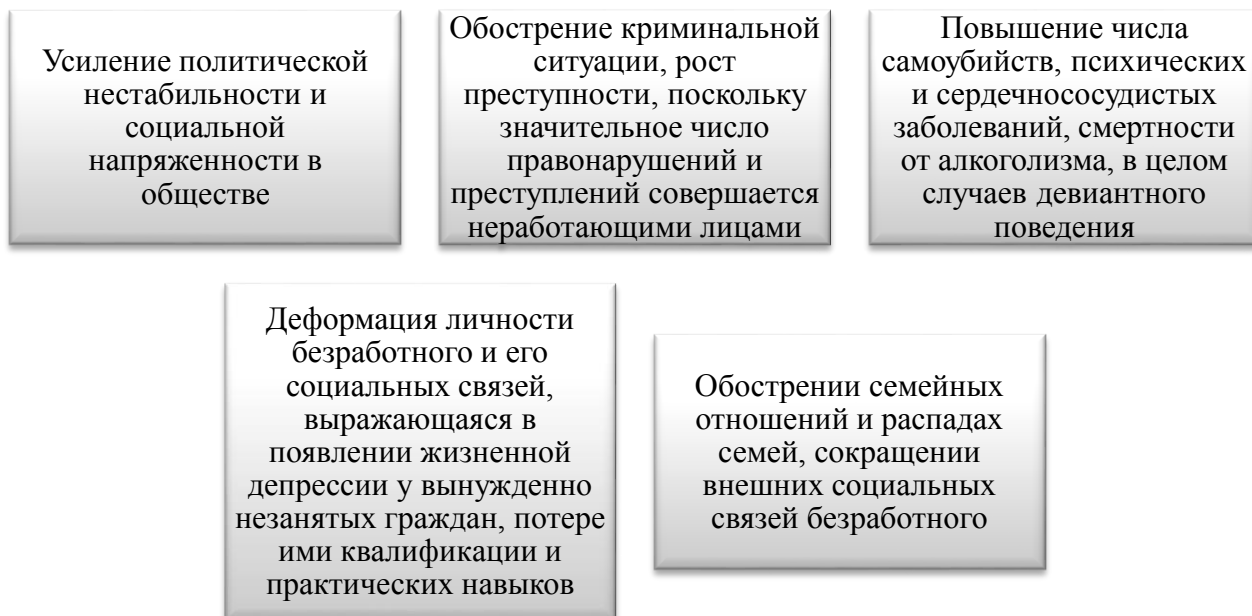 Усиление политической
нестабильности и
социальной
напряженности в
обществе
Обострение криминальной
ситуации, рост
преступности, поскольку
значительное число
правонарушений и
преступлений совершается
неработающими лицами
Повышение числа
самоубийств, психических
и сердечнососудистых
заболеваний, смертности
от алкоголизма, в целом
случаев девиантного
поведения
Деформация личности
безработного и его
социальных связей,
выражающаяся в
появлении жизненной
депрессии у вынужденно
незанятых граждан, потере
ими квалификации и
практических навыков
Обострении семейных
отношений и распадах
семей, сокращении
внешних социальных
связей безработного